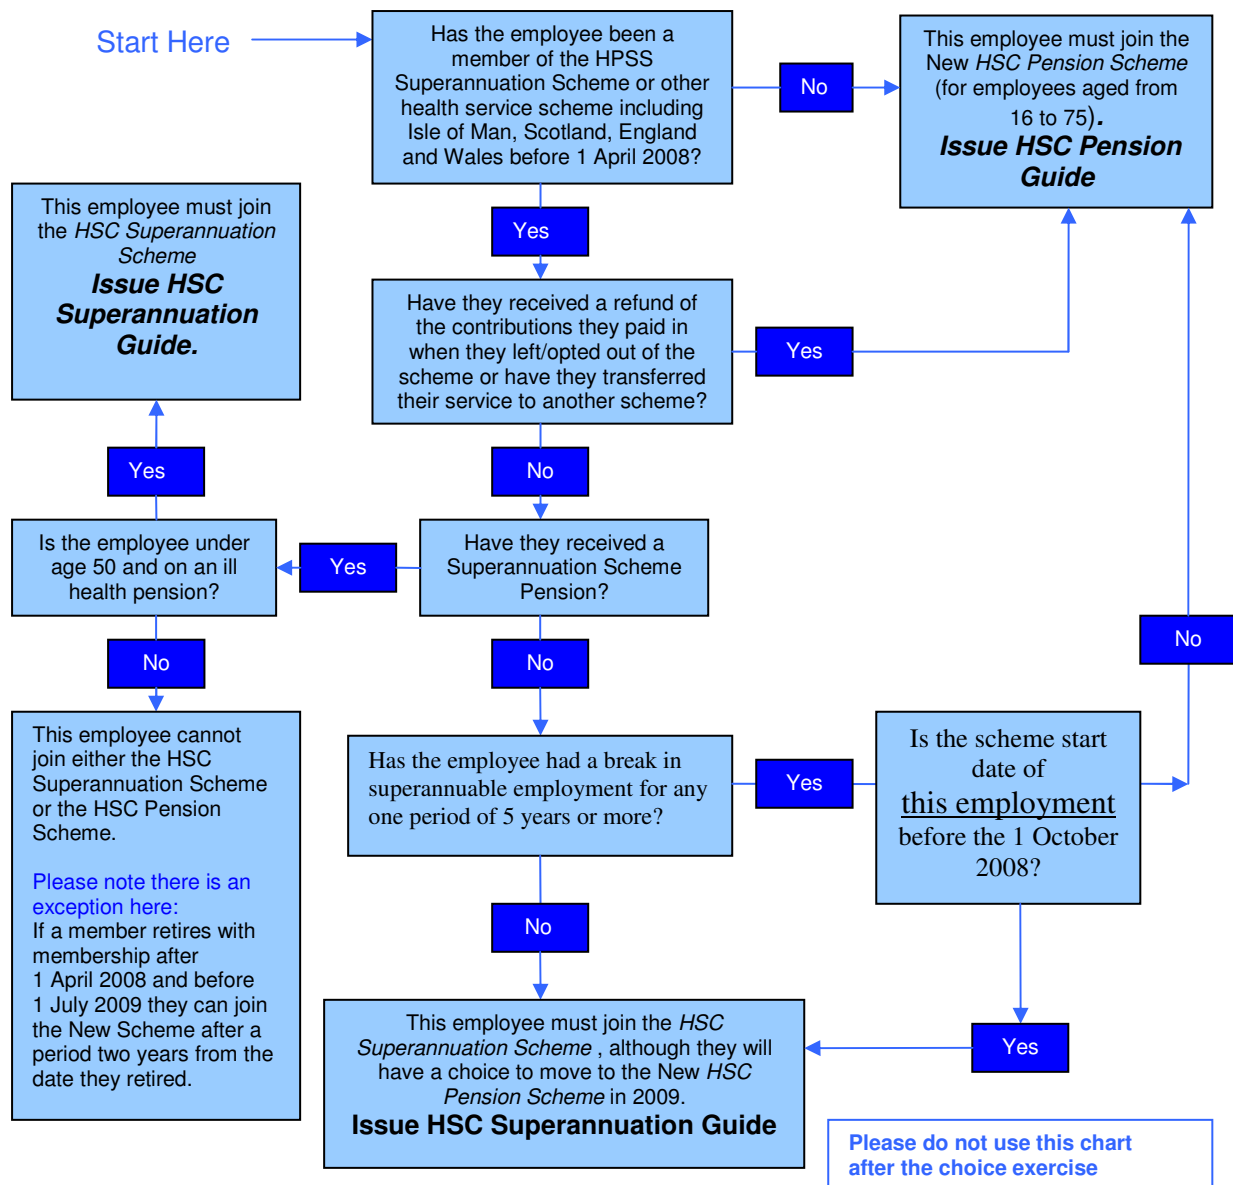 Start Here
Has the employee been a
member of the HPSS
Superannuation Scheme or other
health service scheme including
Isle of Man, Scotland, England
and Wales before 1 April 2008?
No
This employee must join the
New HSC Pension Scheme
(for employees aged from
16 to 75).
Issue HSC Pension
Guide
Yes
This employee must join
the HSC Superannuation
Scheme
Issue HSC
Superannuation
Guide.
Have they received a refund of
the contributions they paid in
when they left/opted out of the
scheme or have they transferred
their service to another scheme?
Yes
Yes
No
Is the employee under
age 50 and on an ill
health pension?
Yes
Have they received a
Superannuation Scheme
Pension?
No
No
No
This employee cannot
join either the HSC
Superannuation Scheme
or the HSC Pension
Scheme.
Please note there is an
exception here:
If a member retires with
membership after
1 April 2008 and before
1 July 2009 they can join
the New Scheme after a
period two years from the
date they retired.
Has the employee had a break in
superannuable employment for any
one period of 5 years or more?
Yes
Is the scheme start
date of
this employment
before the 1 October
2008?
No
Yes
This employee must join the HSC
Superannuation Scheme , although they will
have a choice to move to the New HSC
Pension Scheme in 2009.
Issue HSC Superannuation Guide
Please do not use this chart
after the choice exercise